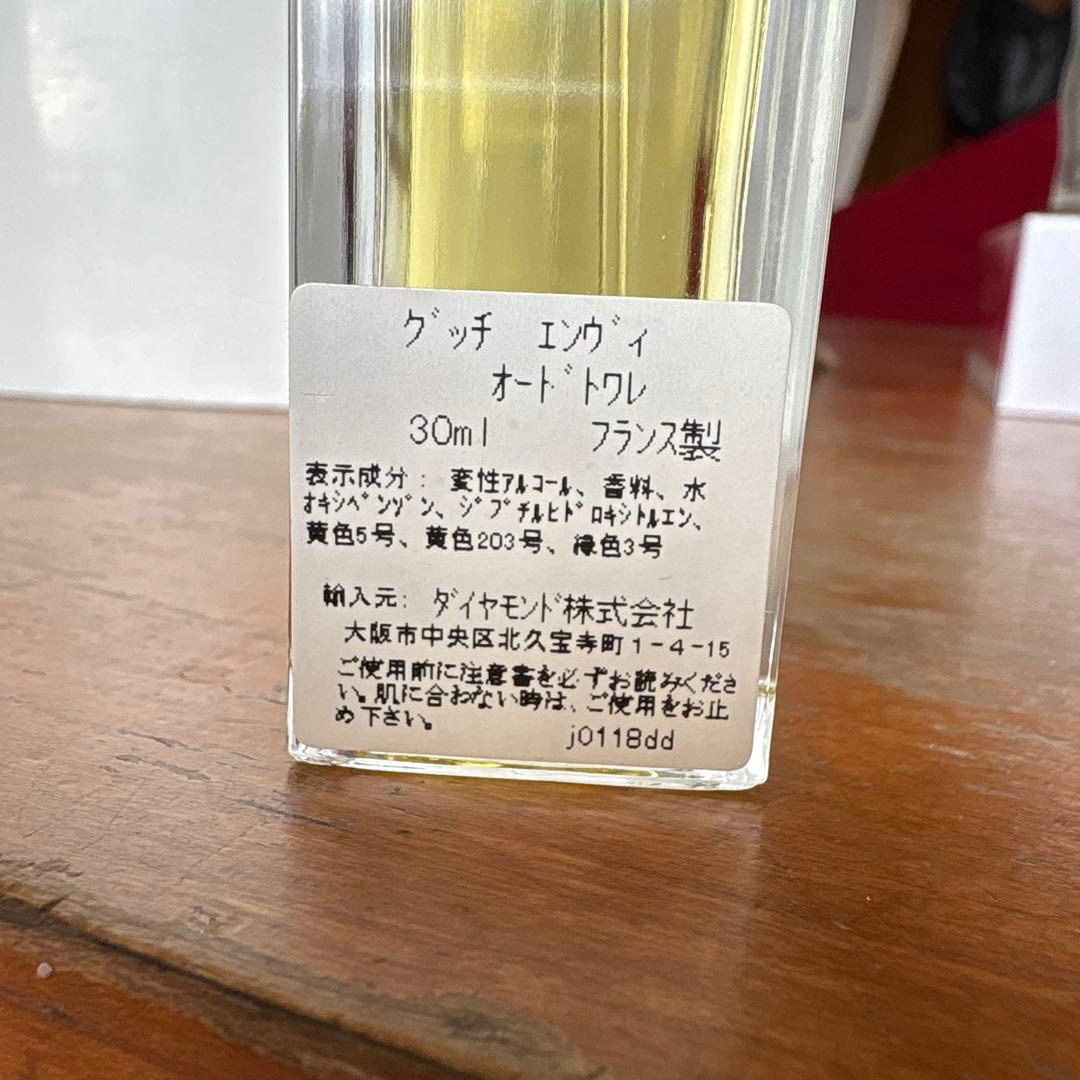 グッチ エンヴィ
オードトワレ
30ml フランス製
表示成分: 変性アルコール、香料、水
オキシベンゾン、ジブチルヒドロキシトルエン、
黄色5号、黄色203号、緑色3号
輸入元: ダイヤモンド株式会社
大阪市中央区北久宝寺町1-4-15
ご使用前に注意書を必ずお読みくださ
い。肌に合わない時は、ご使用をお止
め下さい。
j0118dd